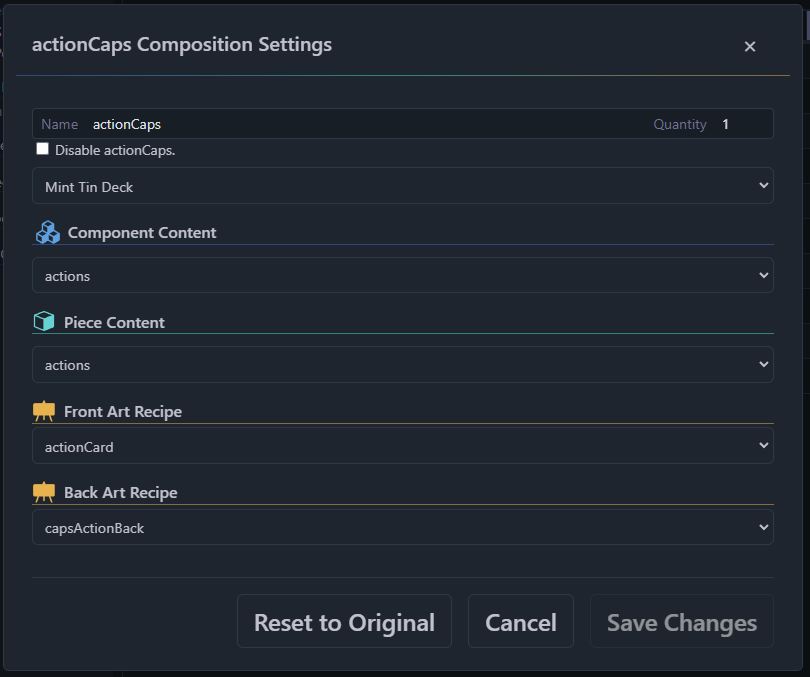 actionCaps Composition Settings
Name actionCaps Quantity 1
Disable actionCaps.
Mint Tin Deck
Component Content
actions
Piece Content
actions
Front Art Recipe
actionCard
Back Art Recipe
capsActionBack
Reset to Original Cancel Save Changes